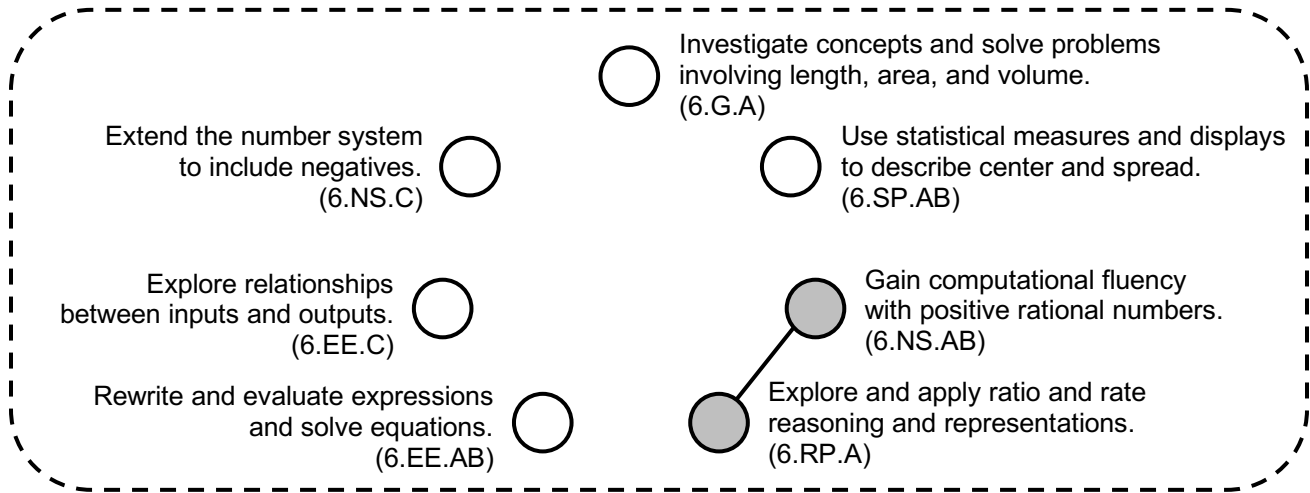 Investigate concepts and solve problems
involving length, area, and volume.
(6.G.A)
Extend the number system
to include negatives.
(6.NS.C)
Use statistical measures and displays
to describe center and spread.
(6.SP.AB)
Explore relationships
between inputs and outputs.
(6.EE.C)
Gain computational fluency
with positive rational numbers.
(6.NS.AB)
Rewrite and evaluate expressions
and solve equations.
(6.EE.AB)
Explore and apply ratio and rate
reasoning and representations.
(6.RP.A)